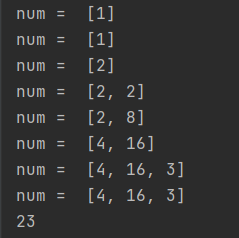 num =  [1]
num =  [1]
num =  [2]
num =  [2, 2]
num =  [2, 8]
num =  [4, 16]
num =  [4, 16, 3]
num =  [4, 16, 3]
23